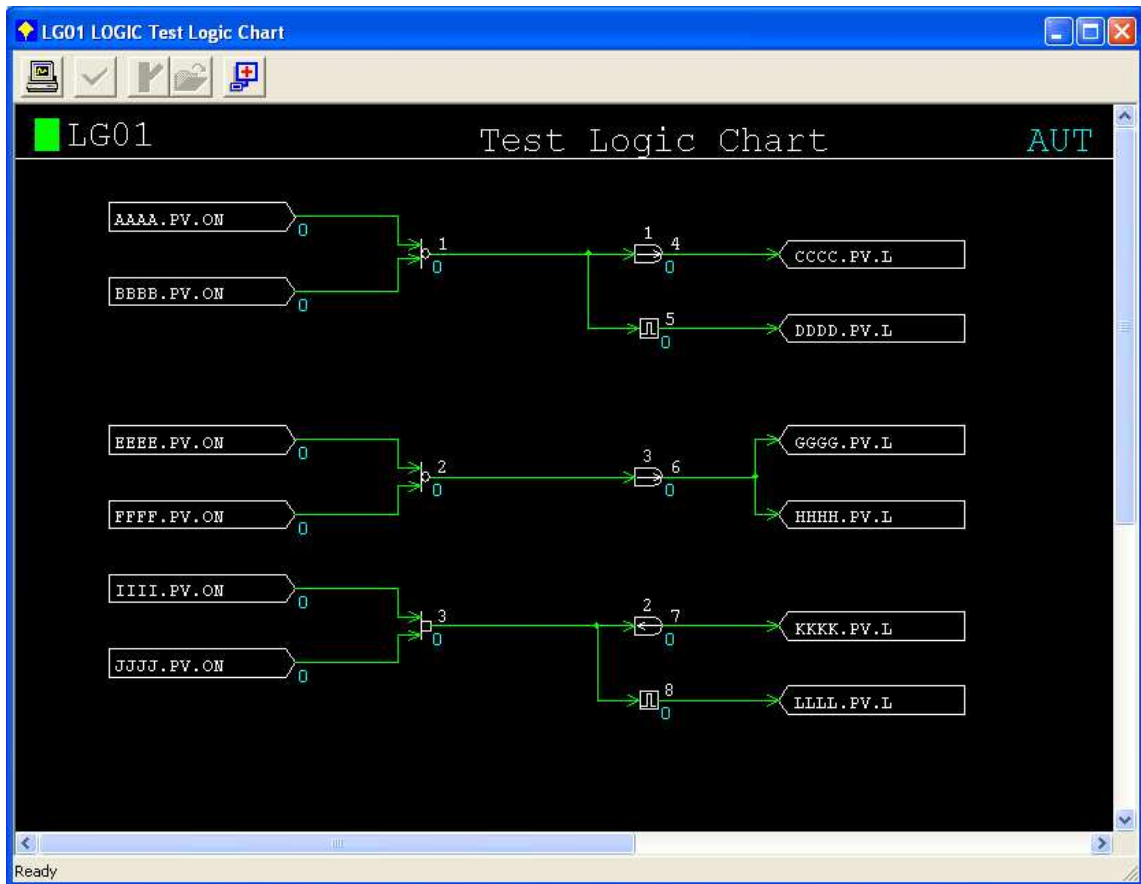 LG01 LOGIC Test Logic Chart
LG01 Test Logic Chart AUT
AAAA.PV.ON
0
1
0
BBBB.PV.ON
0
1
4
0
CCCC.PV.L
5
0
DDDD.PV.L
EEEE.PV.ON
0
2
0
FFFF.PV.ON
0
3
6
0
GGGG.PV.L
HHHH.PV.L
IIII.PV.ON
0
3
0
JJJJ.PV.ON
0
2
7
0
KKKK.PV.L
8
0
LLLL.PV.L
Ready